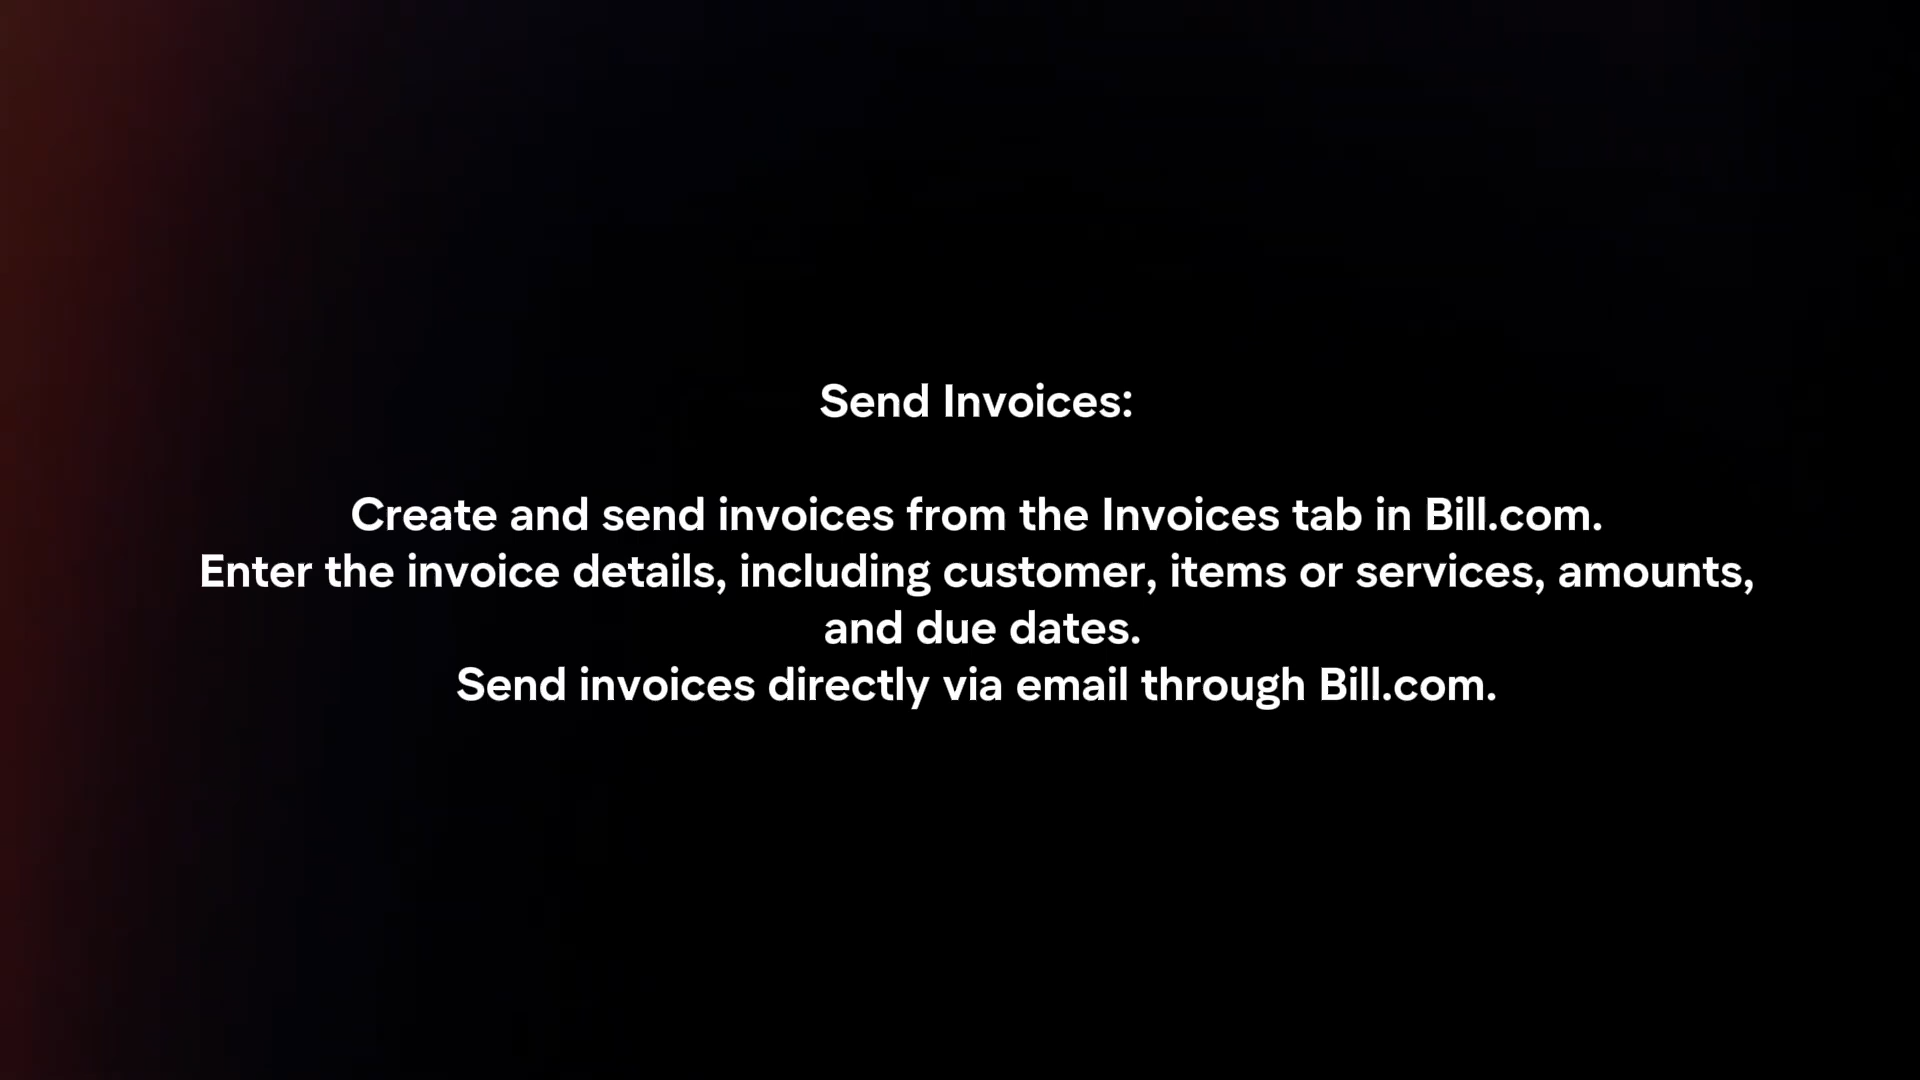 Send Invoices:
Create and send invoices from the Invoices tab in Bill.com.
Enter the invoice details, including customer, items or services, amounts,
and due dates.
Send invoices directly via email through Bill.com.